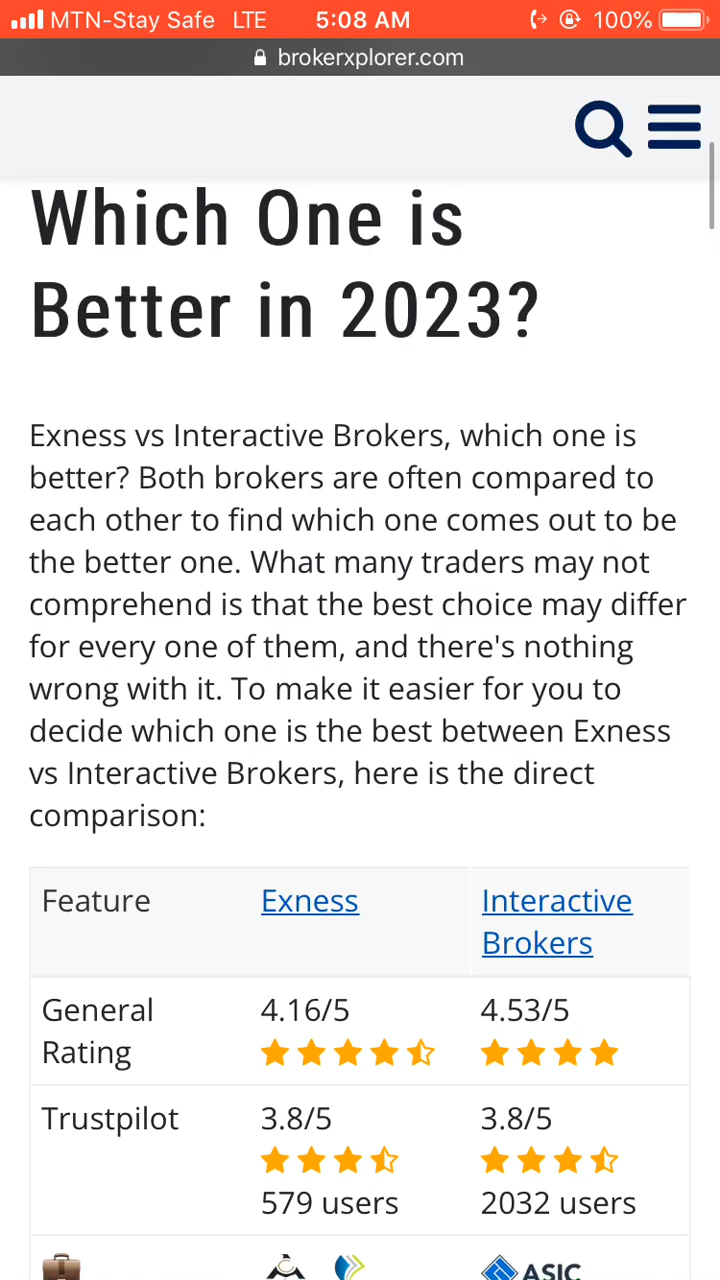 MTN-Stay Safe LTE 5:08 AM 100%
brokerxplorer.com
Which One is
Better in 2023?
Exness vs Interactive Brokers, which one is
better? Both brokers are often compared to
each other to find which one comes out to be
the better one. What many traders may not
comprehend is that the best choice may differ
for every one of them, and there's nothing
wrong with it. To make it easier for you to
decide which one is the best between Exness
vs Interactive Brokers, here is the direct
comparison:
Feature Exness Interactive
Brokers
General 4.16/5 4.53/5
Rating
Trustpilot 3.8/5 3.8/5
579 users 2032 users
ASIC